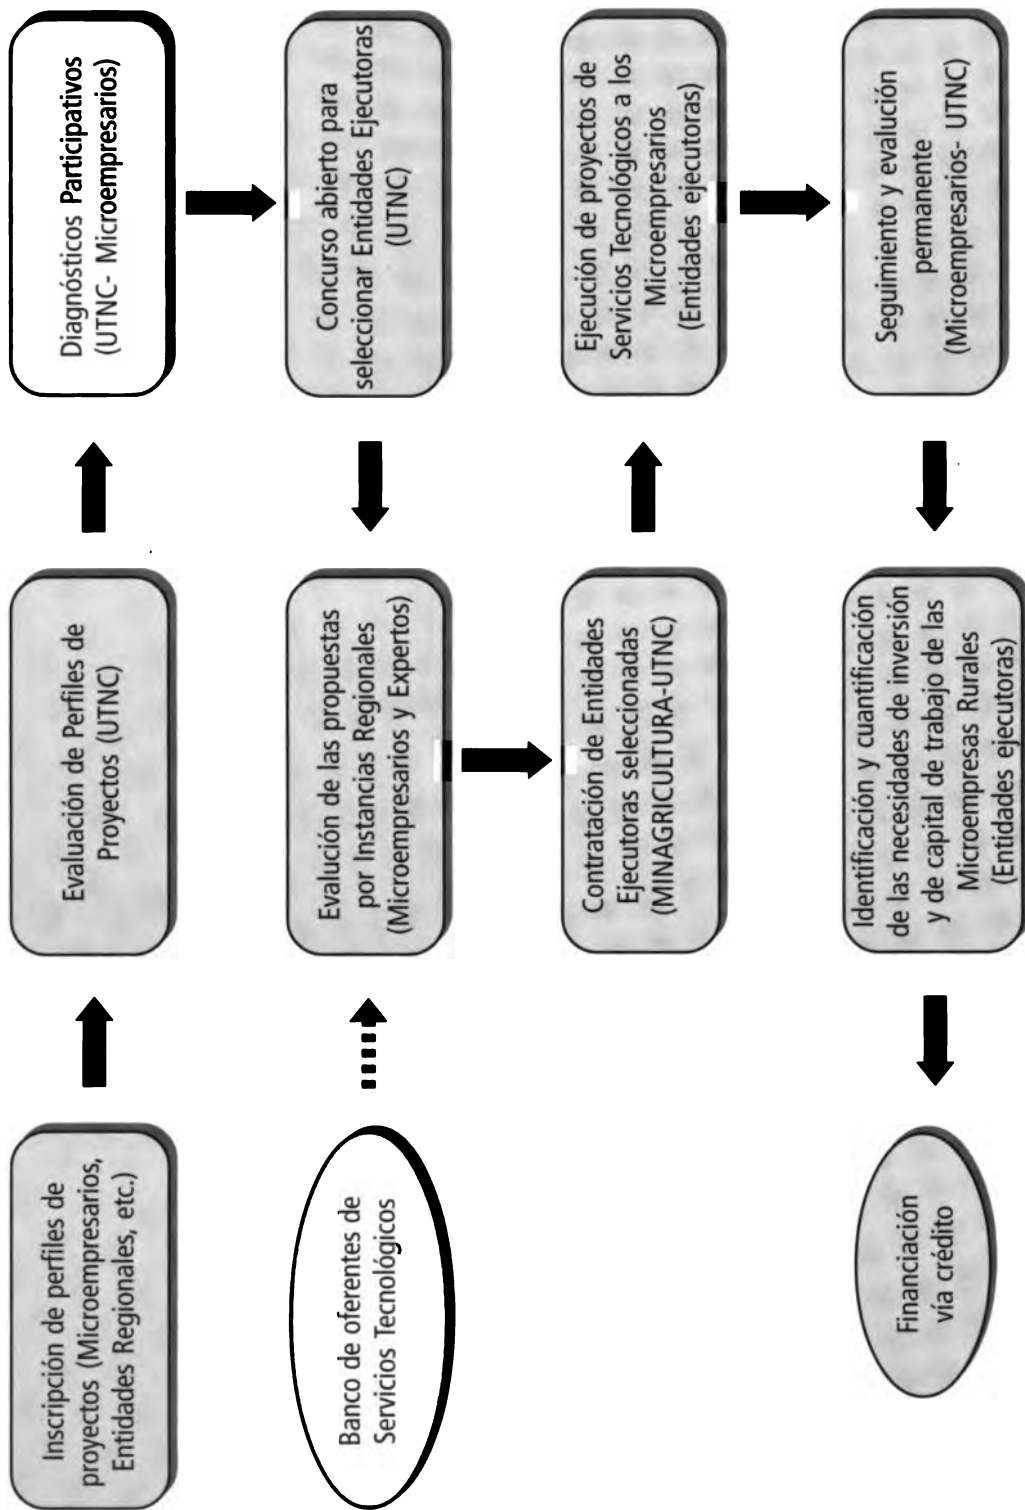 Inscripción de perfiles de
proyectos (Microempresarios,
Entidades Regionales, etc.)
Evaluación de Perfiles de
Proyectos (UTNC)
Diagnósticos Participativos
(UTNC- Microempresarios)
Banco de oferentes de
Servicios Tecnológicos
Evalución de las propuestas
por Instancias Regionales
(Microempresarios y Expertos)
Concurso abierto para
seleccionar Entidades Ejecutoras
(UTNC)
Contratación de Entidades
Ejecutoras seleccionadas
(MINAGRICULTURA-UTNC)
Ejecución de proyectos de
Servicios Tecnológicos a los
Microempresarios
(Entidades ejecutoras)
Financiación
vía crédito
Identificación y cuantificación
de las necesidades de inversión
y de capital de trabajo de las
Microempresas Rurales
(Entidades ejecutoras)
Seguimiento y evalución
permanente
(Microempresarios- UTNC)